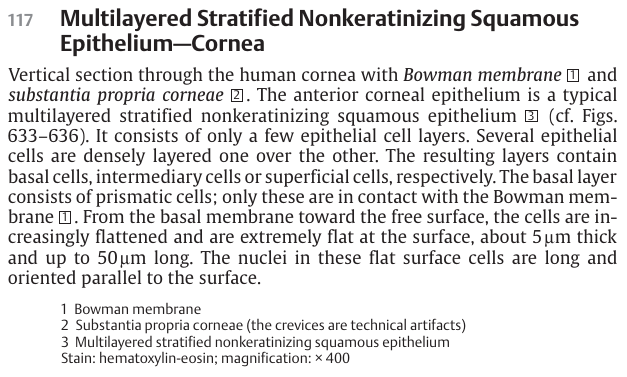 117 Multilayered Stratified Nonkeratinizing Squamous
Epithelium—Cornea
Vertical section through the human cornea with Bowman membrane 1 and
substantia propria corneae 2. The anterior corneal epithelium is a typical
multilayered stratified nonkeratinizing squamous epithelium 3 (cf. Figs.
633–636). It consists of only a few epithelial cell layers. Several epithelial
cells are densely layered one over the other. The resulting layers contain
basal cells, intermediary cells or superficial cells, respectively. The basal layer
consists of prismatic cells; only these are in contact with the Bowman mem-
brane 1. From the basal membrane toward the free surface, the cells are in-
creasingly flattened and are extremely flat at the surface, about 5 μm thick
and up to 50 μm long. The nuclei in these flat surface cells are long and
oriented parallel to the surface.
1 Bowman membrane
2 Substantia propria corneae (the crevices are technical artifacts)
3 Multilayered stratified nonkeratinizing squamous epithelium
Stain: hematoxylin-eosin; magnification: × 400